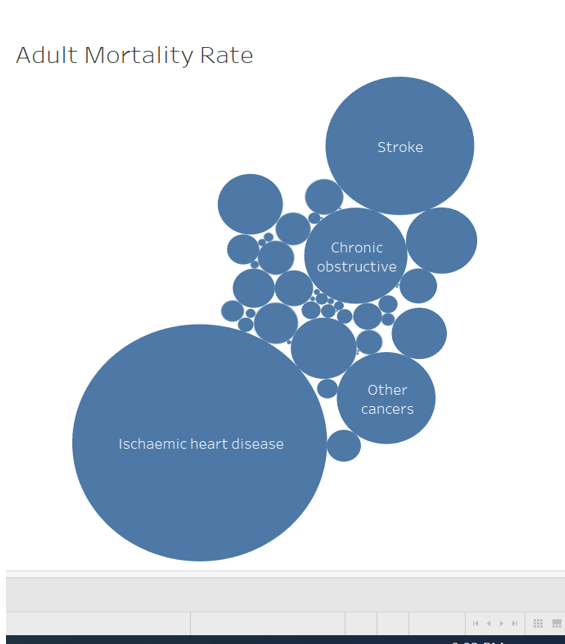 Adult Mortality Rate
Stroke
Chronic
obstructive
Other
cancers
Ischaemic heart disease